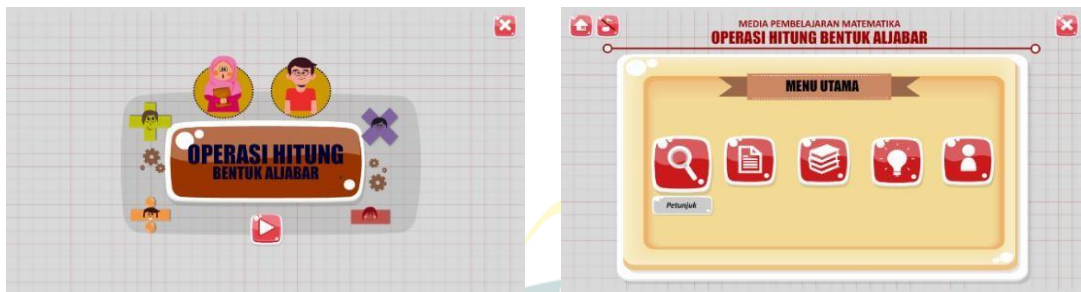 OPERASI HITUNG
BENTUK ALJABAR
MEDIA PEMBELAJARAN MATEMATIKA
OPERASI HITUNG BENTUK ALJABAR
MENU UTAMA
Petunjuk